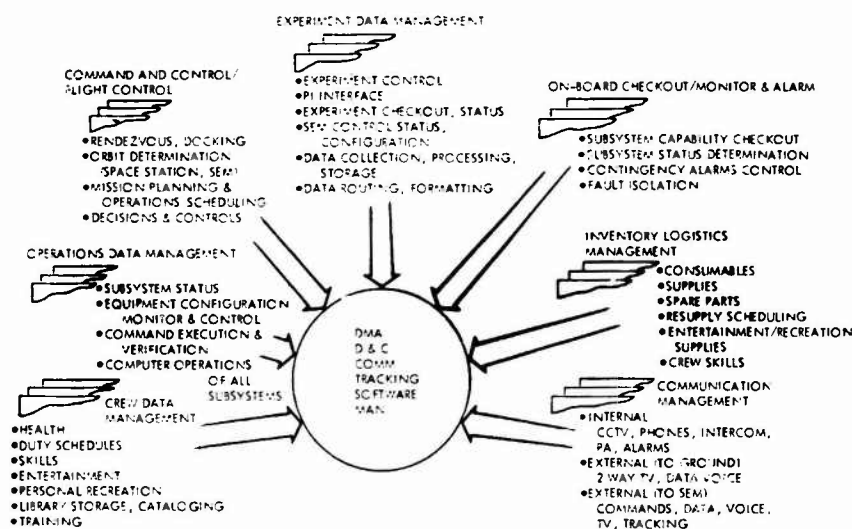 EXPERIMENT DATA MANAGEMENT
•EXPERIMENT CONTROL
•PI INTERFACE
•EXPERIMENT CHECKOUT, STATUS
•SEM CONTROL STATUS,
CONFIGURATION
•DATA COLLECTION, PROCESSING,
STORAGE
•DATA ROUTING, FORMATTING
COMMAND AND CONTROL/
FLIGHT CONTROL
•RENDEZVOUS, DOCKING
•ORBIT DETERMINATION
(SPACE STATION, SEM)
•MISSION PLANNING &
OPERATIONS SCHEDULING
•DECISIONS & CONTROLS
ON-BOARD CHECKOUT/MONITOR & ALARM
•SUBSYSTEM CAPABILITY CHECKOUT
•SUBSYSTEM STATUS DETERMINATION
•CONTINGENCY ALARMS CONTROL
•FAULT ISOLATION
OPERATIONS DATA MANAGEMENT
•SUBSYSTEM STATUS
•EQUIPMENT CONFIGURATION
MONITOR & CONTROL
•COMMAND EXECUTION &
VERIFICATION
•COMPUTER OPERATIONS
OF ALL
SUBSYSTEMS
INVENTORY LOGISTICS
MANAGEMENT
•CONSUMABLES
•SUPPLIES
•SPARE PARTS
•RESUPPLY SCHEDULING
•ENTERTAINMENT/RECREATION
SUPPLIES
•CREW SKILLS
DMA
D & C
COMM
TRACKING
SOFTWARE
MAN
CREW DATA
MANAGEMENT
•HEALTH
•DUTY SCHEDULES
•SKILLS
•ENTERTAINMENT
•PERSONAL RECREATION
•LIBRARY STORAGE, CATALOGING
•TRAINING
COMMUNICATION
MANAGEMENT
•INTERNAL
CCTV, PHONES, INTERCOM,
PA, ALARMS
•EXTERNAL (TO GROUND)
2 WAY TV, DATA VOICE
•EXTERNAL (TO SEM)
COMMANDS, DATA, VOICE,
TV, TRACKING